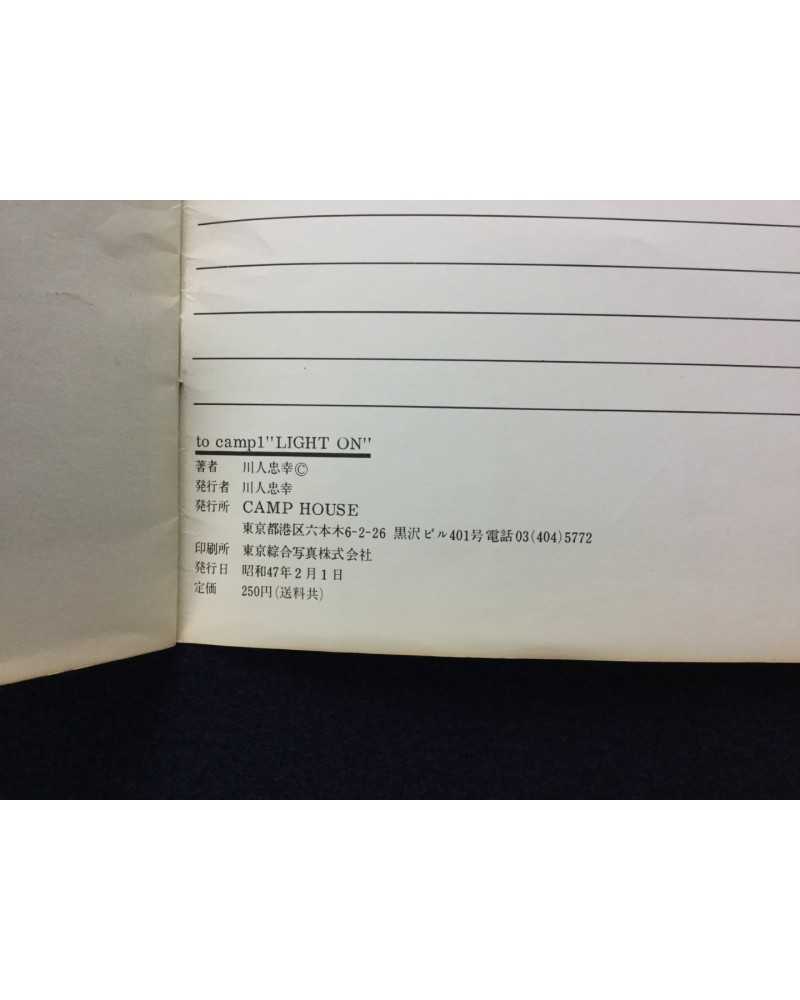 to camp1"LIGHT ON"
著者 川人忠幸©
発行者 川人忠幸
発行所 CAMP HOUSE
東京都港区六本木6-2-26 黒沢ビル401号電話03(404)5772
印刷所 東京綜合写真株式会社
発行日 昭和47年2月1日
定価 250円(送料共)